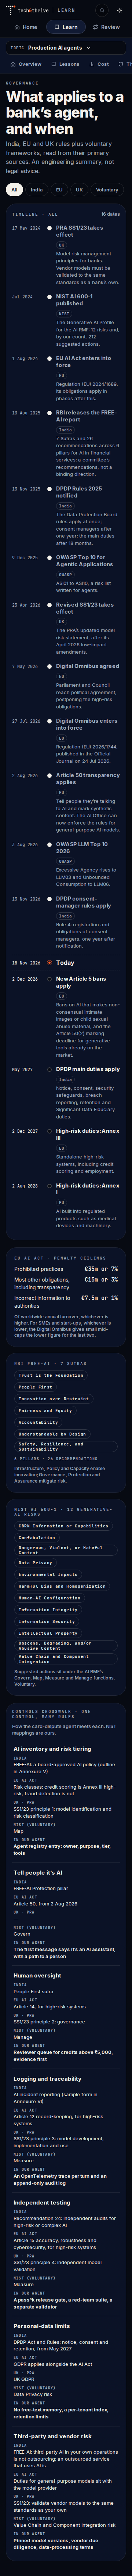 techlithrive LEARN
Home Learn Review
TOPIC Production AI agents
Overview Lessons Cost
GOVERNANCE
What applies to a
bank's agent,
and when
India, EU and UK rules plus voluntary
frameworks, read on 18 November
2026. An engineering summary, not
legal advice.
All India EU UK Voluntary
TIMELINE · ALL 16 dates
17 May 2024 PRA SS1/23 takes
effect
UK
Model risk management
principles for banks.
Vendor models must be
validated to the same
standards as a bank's own.
Jul 2024 NIST AI 600-1
published
NIST
The Generative AI Profile
for the AI RMF: 12 risks and,
by our count, 212
suggested actions.
1 Aug 2024 EU AI Act enters into
force
EU
Regulation (EU) 2024/1689.
Its obligations apply in
phases after this.
13 Aug 2025 RBI releases the FREE-
AI report
India
7 Sutras and 26
recommendations across 6
pillars for AI in financial
services: a committee's
recommendations, not a
binding direction.
13 Nov 2025 DPDP Rules 2025
notified
India
The Data Protection Board
rules apply at once;
consent managers after
one year; the main duties
after 18 months.
9 Dec 2025 OWASP Top 10 for
Agentic Applications
OWASP
ASI01 to ASI10, a risk list
written for agents.
22 Apr 2026 Revised SS1/23 takes
effect
UK
The PRA's updated model
risk statement, after its
April 2026 low-impact
amendments.
7 May 2026 Digital Omnibus agreed
EU
Parliament and Council
reach political agreement,
postponing the high-risk
obligations.
27 Jul 2026 Digital Omnibus enters
into force
EU
Regulation (EU) 2026/1744,
published in the Official
Journal on 24 Jul 2026.
2 Aug 2026 Article 50 transparency
applies
EU
Tell people they're talking
to AI and mark synthetic
content. The AI Office can
now enforce the rules for
general-purpose AI models.
3 Aug 2026 OWASP LLM Top 10
2026
OWASP
Excessive Agency rises to
LLM03 and Unbounded
Consumption to LLM06.
13 Nov 2026 DPDP consent-
manager rules apply
India
Rule 4: registration and
obligations of consent
managers, one year after
notification.
18 Nov 2026 Today
2 Dec 2026 New Article 5 bans
apply
EU
Bans on AI that makes non-
consensual intimate
images or child sexual
abuse material, and the
Article 50(2) marking
deadline for generative
tools already on the
market.
May 2027 DPDP main duties apply
India
Notice, consent, security
safeguards, breach
reporting, retention and
Significant Data Fiduciary
duties.
2 Dec 2027 High-risk duties: Annex
III
EU
Standalone high-risk
systems, including credit
scoring and employment.
2 Aug 2028 High-risk duties: Annex
I
EU
AI built into regulated
products such as medical
devices and machinery.
EU AI ACT · PENALTY CEILINGS
Prohibited practices €35m or 7%
Most other obligations,
including transparency €15m or 3%
Incorrect information to
authorities €7.5m or 1%
Of worldwide annual turnover, whichever is
higher. For SMEs and start-ups, whichever is
lower; the Digital Omnibus gives small mid-
caps the lower figure for the last two.
RBI FREE-AI · 7 SUTRAS
Trust is the Foundation
People First
Innovation over Restraint
Fairness and Equity
Accountability
Understandable by Design
Safety, Resilience, and
Sustainability
6 PILLARS · 26 RECOMMENDATIONS
Infrastructure, Policy and Capacity enable
innovation; Governance, Protection and
Assurance mitigate risk.
NIST AI 600-1 · 12 GENERATIVE-
AI RISKS
CBRN Information or Capabilities
Confabulation
Dangerous, Violent, or Hateful
Content
Data Privacy
Environmental Impacts
Harmful Bias and Homogenization
Human-AI Configuration
Information Integrity
Information Security
Intellectual Property
Obscene, Degrading, and/or
Abusive Content
Value Chain and Component
Integration
Suggested actions sit under the AI RMF's
Govern, Map, Measure and Manage functions.
Voluntary.
CONTROLS CROSSWALK · ONE
CONTROL, MANY RULES
How the card-dispute agent meets each. NIST
mappings are ours.
AI inventory and risk tiering
INDIA
FREE-AI: a board-approved AI policy (outline
in Annexure V)
EU AI ACT
Risk classes; credit scoring is Annex III high-
risk, fraud detection is not
UK · PRA
SS1/23 principle 1: model identification and
risk classification
NIST (VOLUNTARY)
Map
IN OUR AGENT
Agent registry entry: owner, purpose, tier,
tools
Tell people it's AI
INDIA
FREE-AI Protection pillar
EU AI ACT
Article 50, from 2 Aug 2026
UK · PRA
—
NIST (VOLUNTARY)
Govern
IN OUR AGENT
The first message says it's an AI assistant,
with a path to a person
Human oversight
INDIA
People First sutra
EU AI ACT
Article 14, for high-risk systems
UK · PRA
SS1/23 principle 2: governance
NIST (VOLUNTARY)
Manage
IN OUR AGENT
Reviewer queue for credits above ₹5,000,
evidence first
Logging and traceability
INDIA
AI incident reporting (sample form in
Annexure VI)
EU AI ACT
Article 12 record-keeping, for high-risk
systems
UK · PRA
SS1/23 principle 3: model development,
implementation and use
NIST (VOLUNTARY)
Measure
IN OUR AGENT
An OpenTelemetry trace per turn and an
append-only audit log
Independent testing
INDIA
Recommendation 24: independent audits for
high-risk or complex AI
EU AI ACT
Article 15 accuracy, robustness and
cybersecurity, for high-risk systems
UK · PRA
SS1/23 principle 4: independent model
validation
NIST (VOLUNTARY)
Measure
IN OUR AGENT
A pass^k release gate, a red-team suite, a
separate validator
Personal-data limits
INDIA
DPDP Act and Rules: notice, consent and
retention, from May 2027
EU AI ACT
GDPR applies alongside the AI Act
UK · PRA
UK GDPR
NIST (VOLUNTARY)
Data Privacy risk
IN OUR AGENT
No free-text memory, a per-tenant index,
retention limits
Third-party and vendor risk
INDIA
FREE-AI: third-party AI in your own operations
is not outsourcing; an outsourced service
that uses AI is
EU AI ACT
Duties for general-purpose models sit with
the model provider
UK · PRA
SS1/23: validate vendor models to the same
standards as your own
NIST (VOLUNTARY)
Value Chain and Component Integration risk
IN OUR AGENT
Pinned model versions, vendor due
diligence, data-processing terms